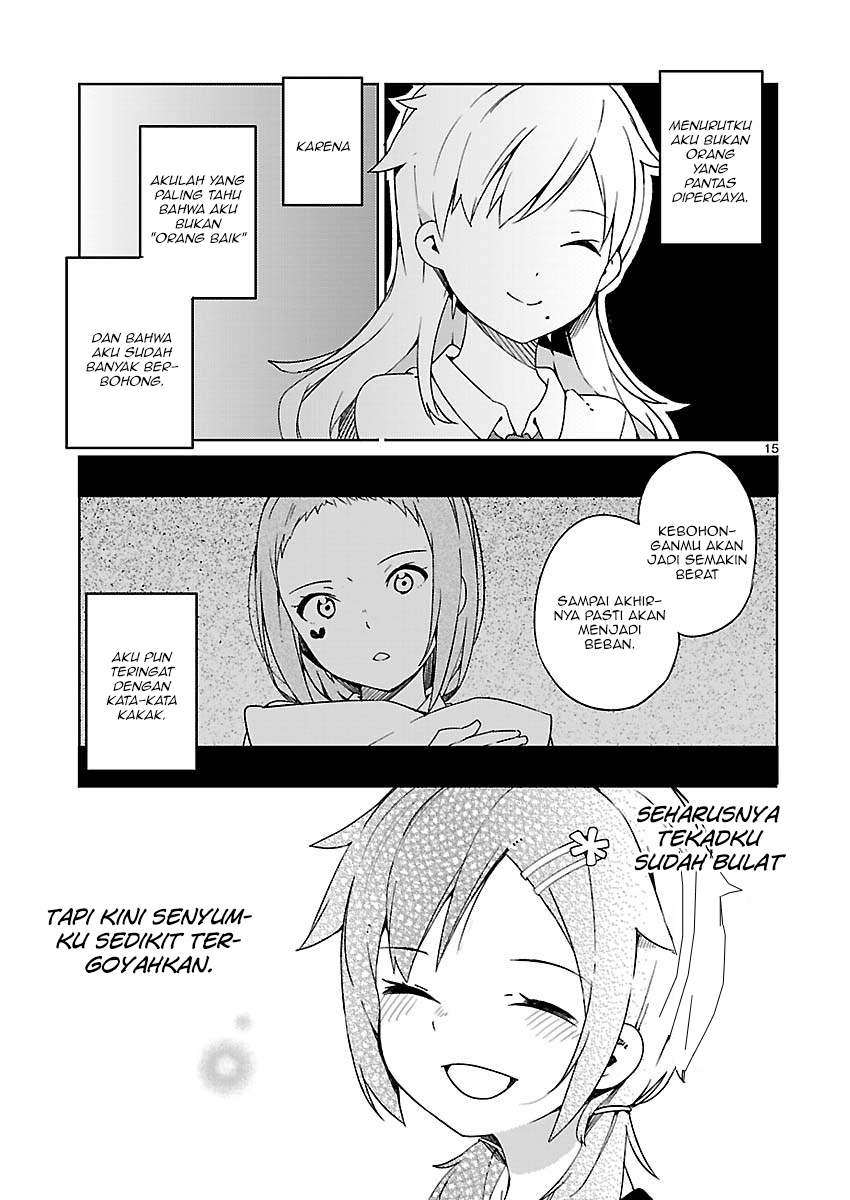 MENURUTKU
AKU BUKAN
ORANG
YANG
PANTAS
DIPERCAYA.
KARENA
AKULAH YANG
PALING TAHU
BAHWA AKU
BUKAN
"ORANG BAIK"
DAN BAHWA
AKU SUDAH
BANYAK BER-
BOHONG.
15
KEBOHON-
GANMU AKAN
JADI SEMAKIN
BERAT
SAMPAI AKHIR-
NYA PASTI AKAN
MENJADI
BEBAN.
AKU PUN
TERINGAT
DENGAN
KATA-KATA
KAKAK.
SEHARUSNYA
TEKADKU
SUDAH BULAT
TAPI KINI SENYUM-
KU SEDIKIT TER-
GOYAHKAN.